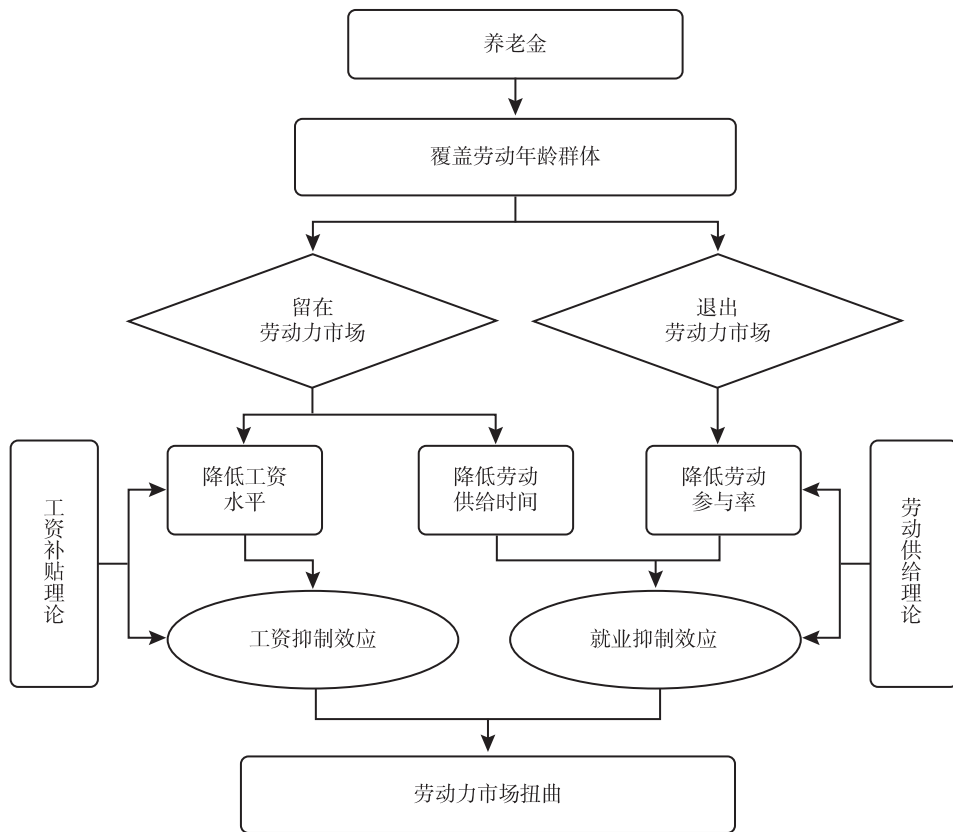 养老金
覆盖劳动年龄群体
留在
劳动力市场
退出
劳动力市场
工资补贴理论
降低工资
水平
降低劳动
供给时间
降低劳动
参与率
劳动供给理论
工资抑制效应
就业抑制效应
劳动力市场扭曲